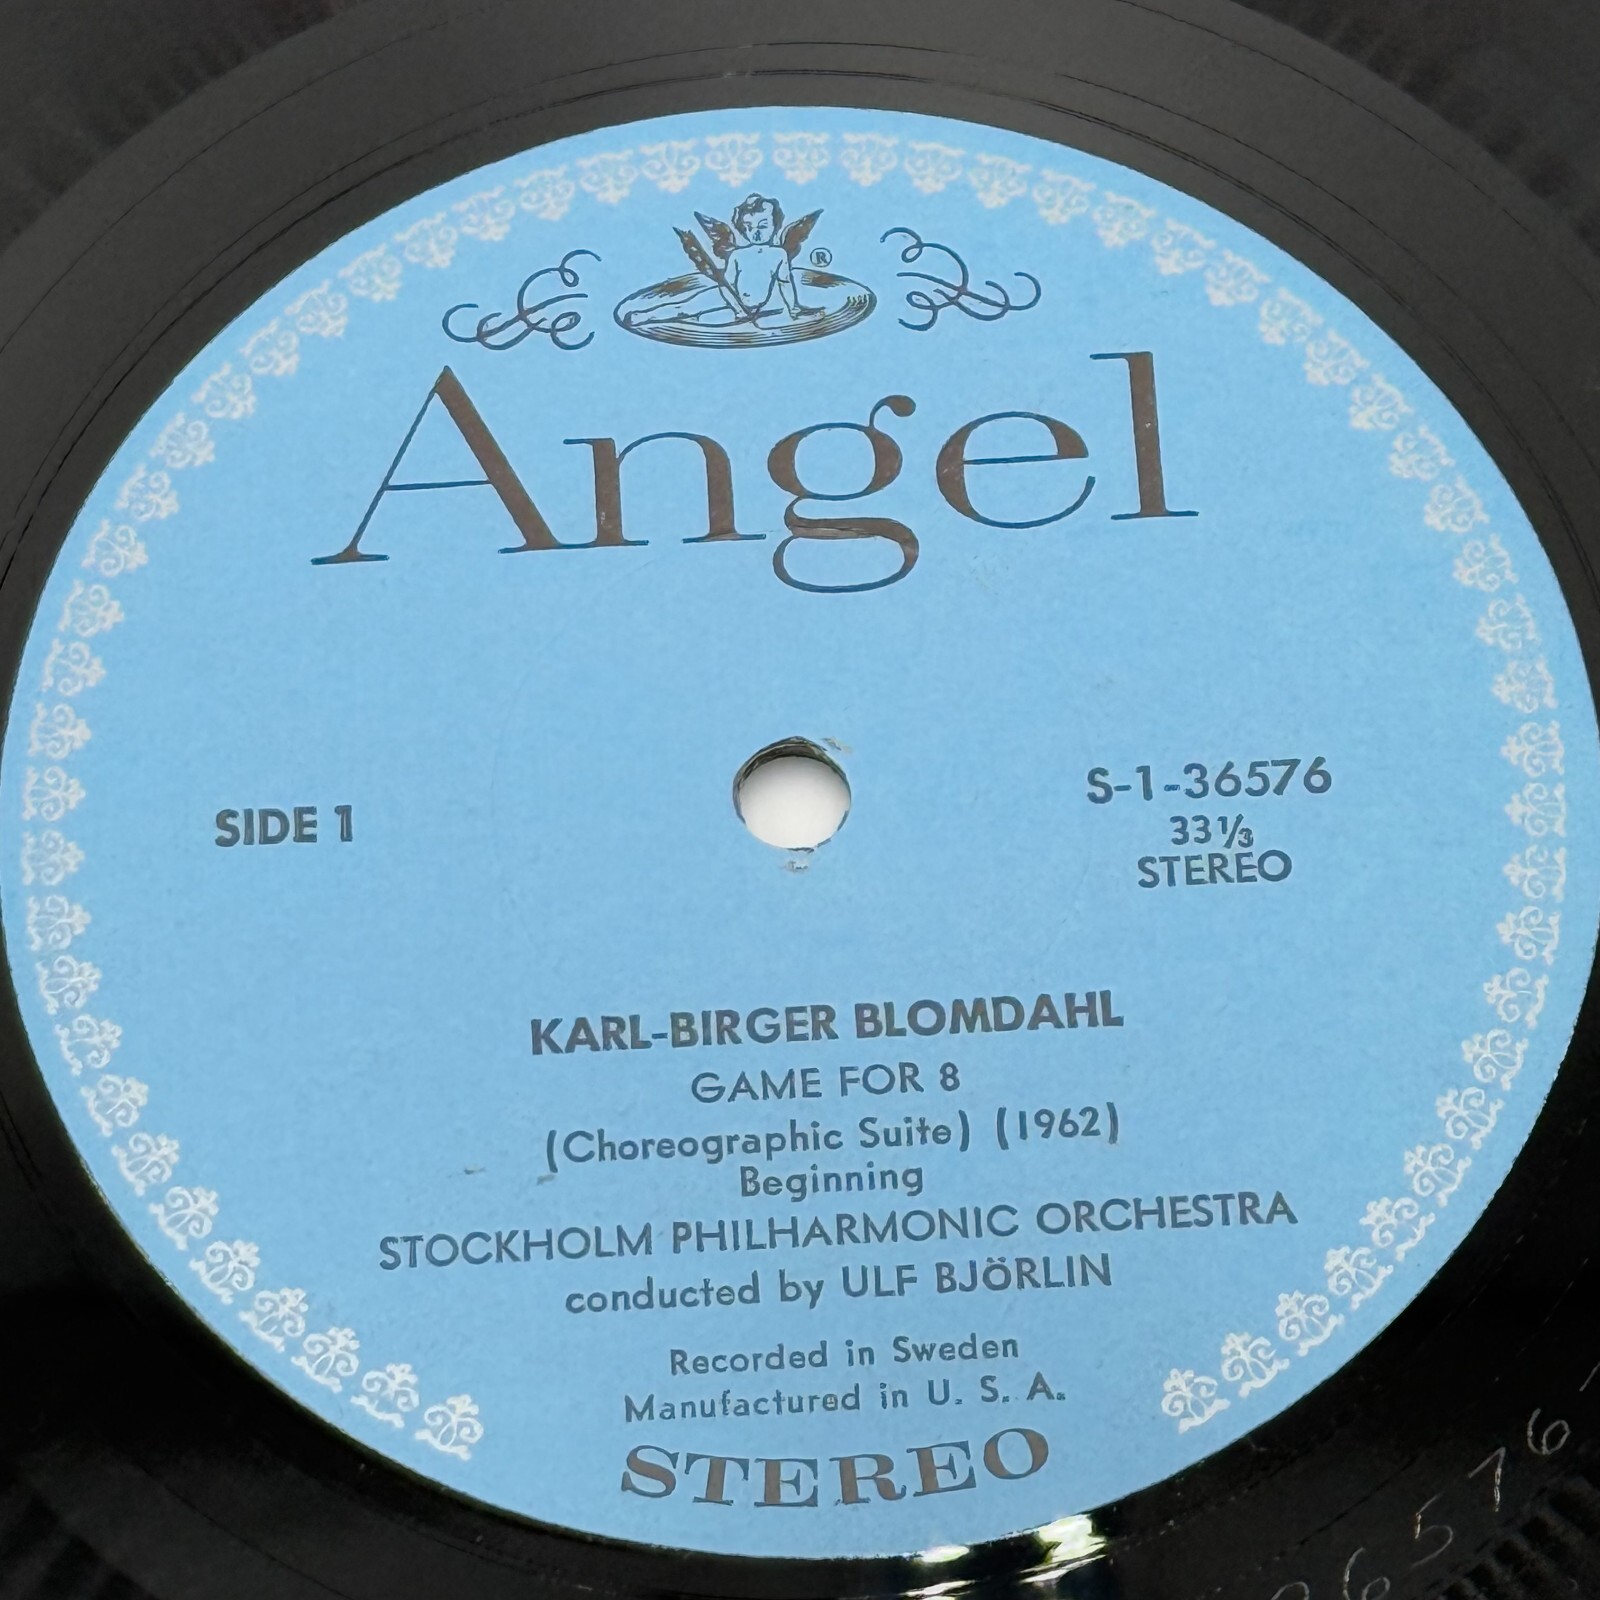 ®
Angel
SIDE 1
S-1-36576
33⅓
STEREO
KARL-BIRGER BLOMDAHL
GAME FOR 8
(Choreographic Suite) (1962)
Beginning
STOCKHOLM PHILHARMONIC ORCHESTRA
conducted by ULF BJÖRLIN
Recorded in Sweden
Manufactured in U. S. A.
STEREO
36576